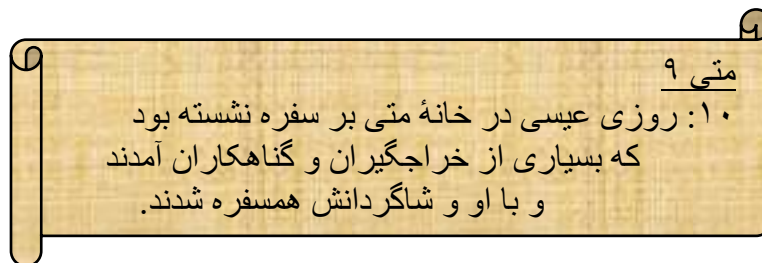 متی ۹
۱۰: روزی عیسی در خانهٔ متی بر سفره نشسته بود
که بسیاری از خراجگیران و گناهکاران آمدند
و با او و شاگردانش همسفره شدند.